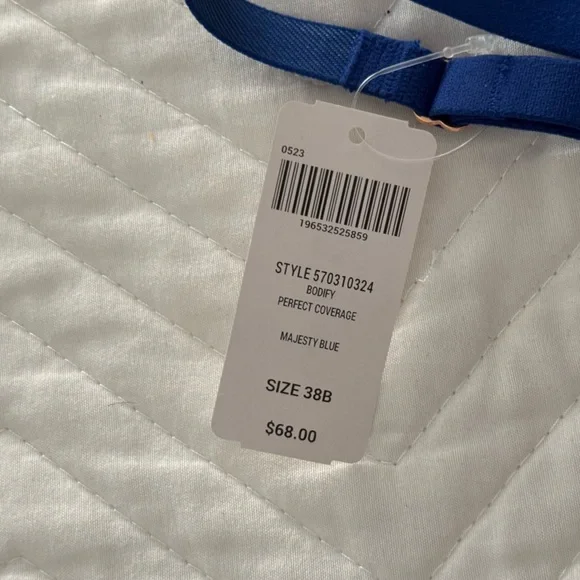 0523
196532525859
STYLE 570310324
BODIFY
PERFECT COVERAGE
MAJESTY BLUE
SIZE 38B
$68.00